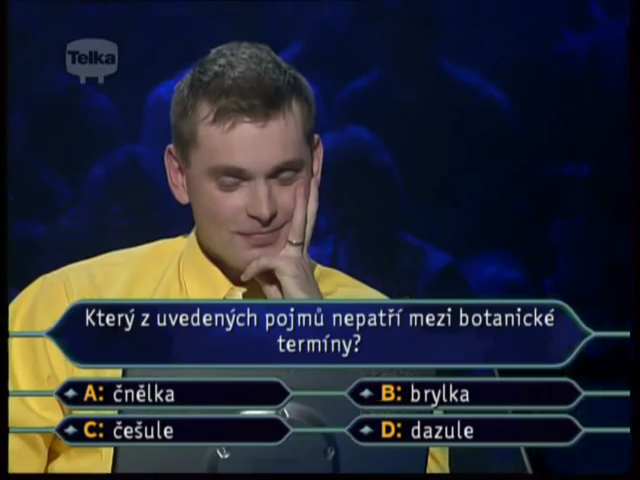 Telka
Který z uvedených pojmů nepatří mezi botanické
termíny?
A: čnělka
B: brylka
C: češule
D: dazule